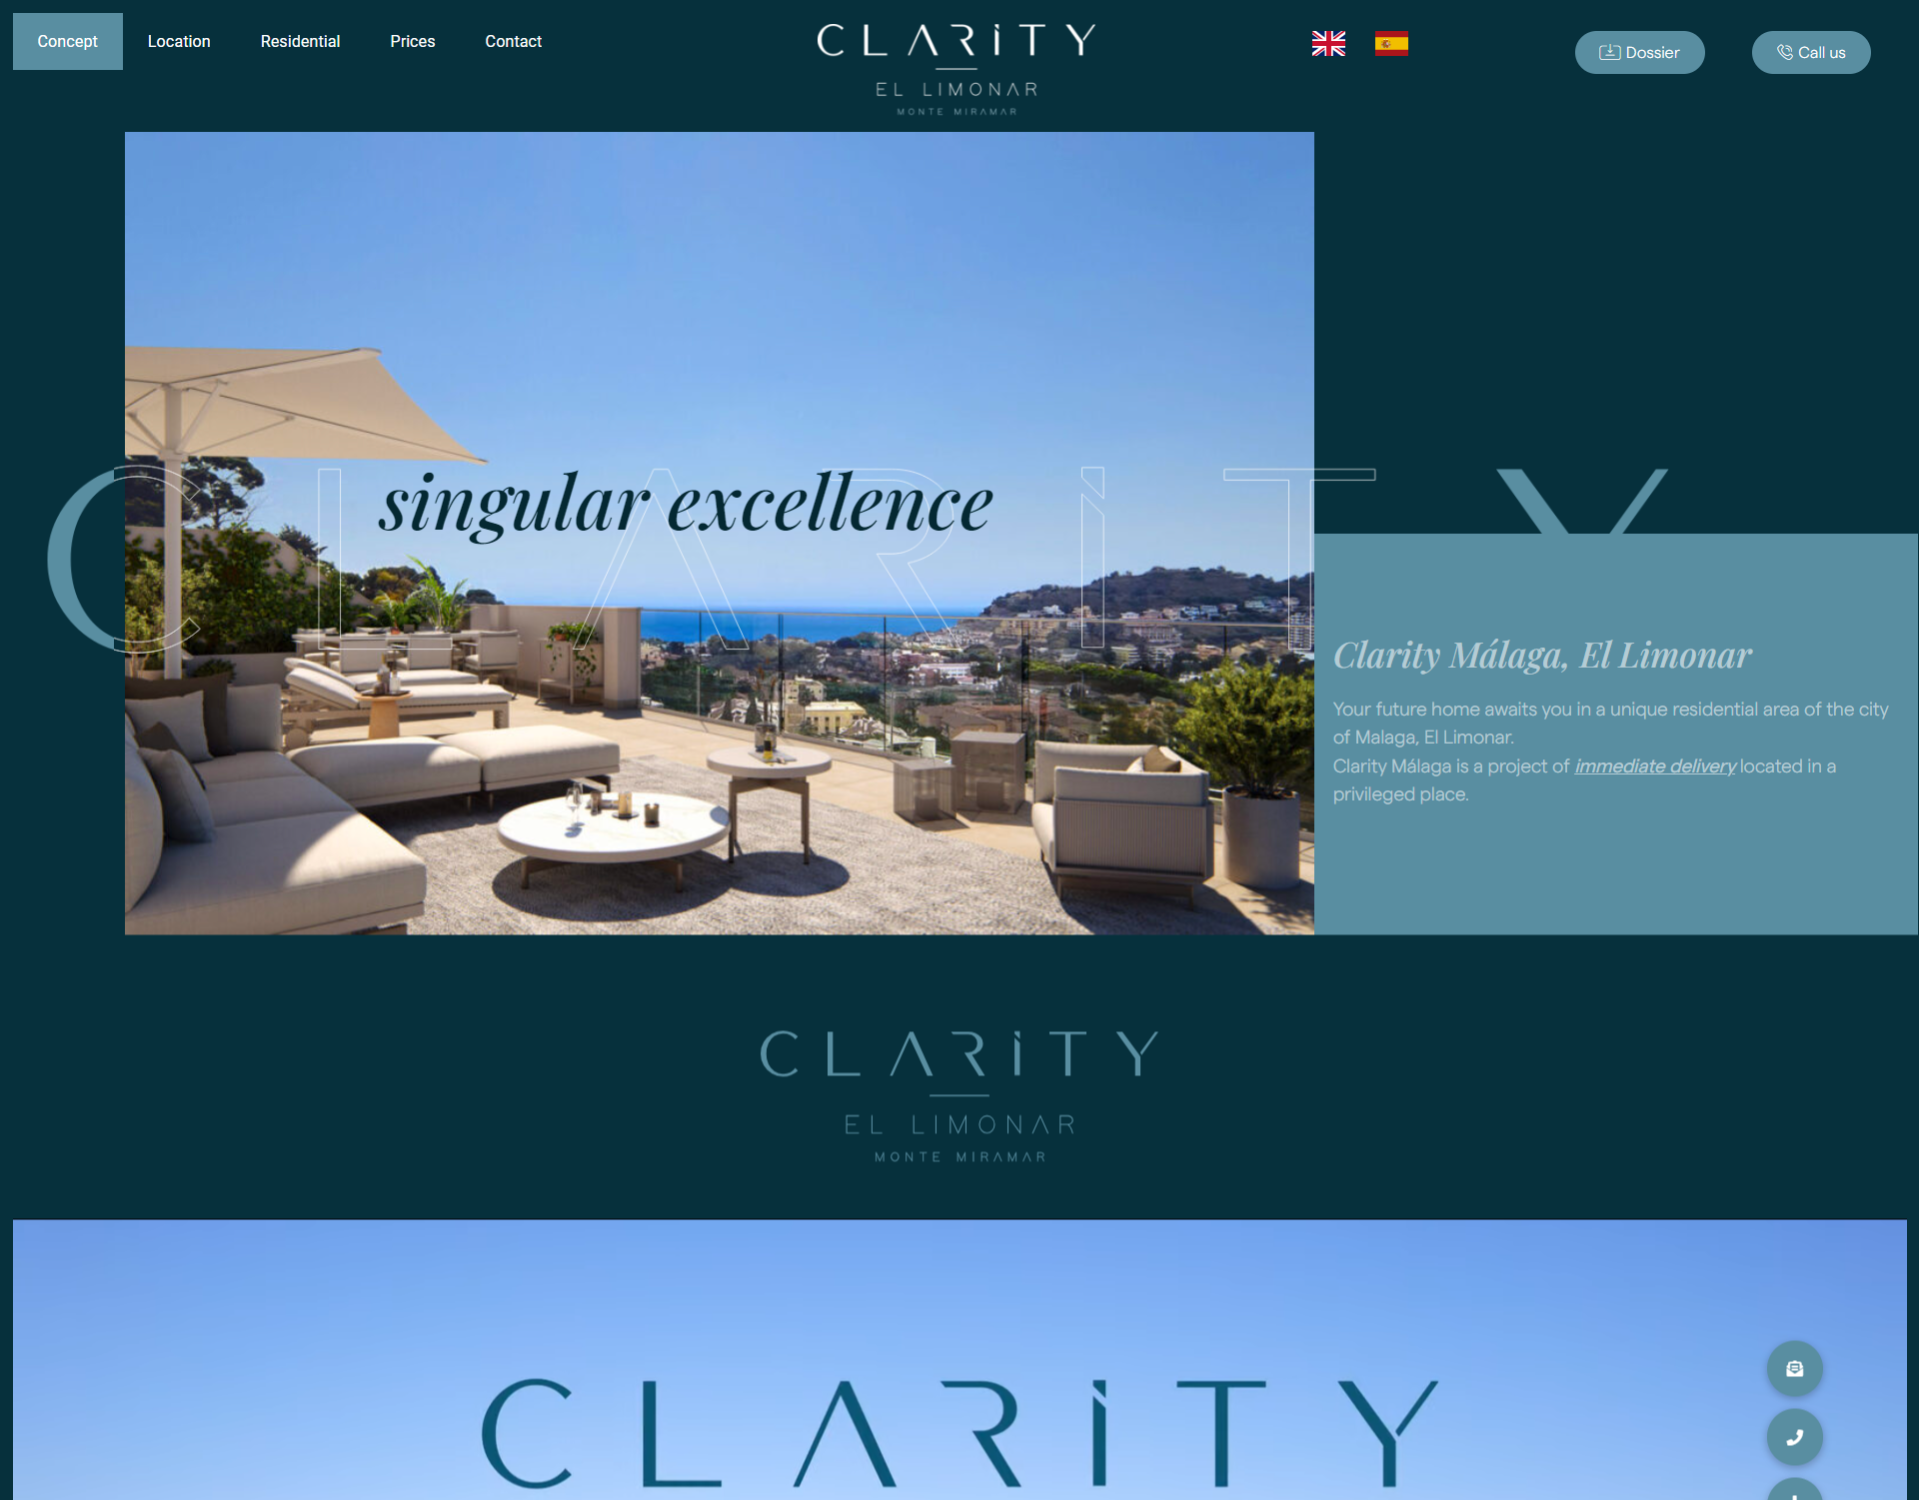 Concept
Location
Residential
Prices
Contact
CLARITY
EL LIMONAR
MONTE MIRAMAR
Dossier
Call us
CLARITY
singular excellence
Clarity Málaga, El Limonar
Your future home awaits you in a unique residential area of the city
of Malaga, El Limonar.
Clarity Málaga is a project of immediate delivery located in a
privileged place.
CLARITY
EL LIMONAR
MONTE MIRAMAR
CLARITY